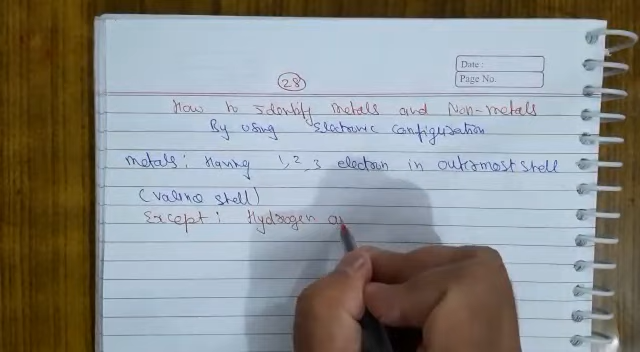 Date :
Page No.
28
How to Identify metals and Non-metals
By using Electronic configuration
metals: Having 1, 2, 3 electron in outermost shell
(Valence shell)
Except: Hydrogen an